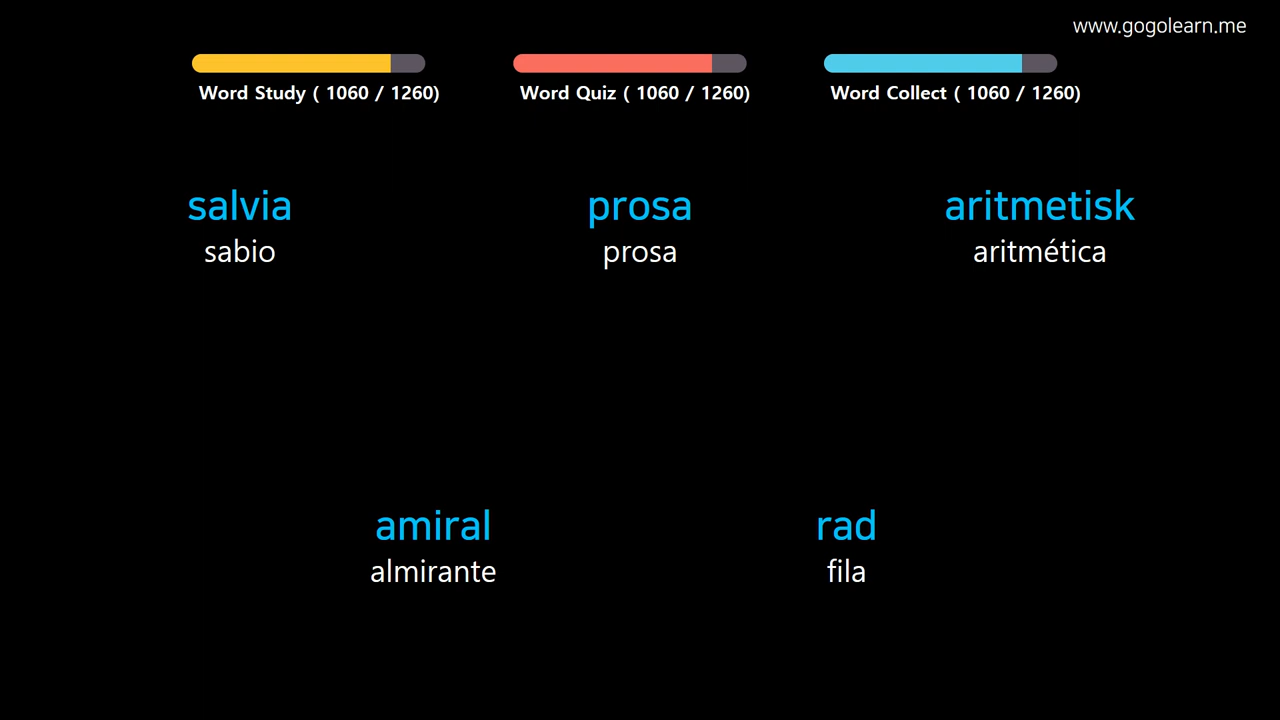 www.gogolearn.me
Word Study ( 1060 / 1260)
Word Quiz ( 1060 / 1260)
Word Collect ( 1060 / 1260)
salvia
sabio
prosa
prosa
aritmetisk
aritmética
amiral
almirante
rad
fila